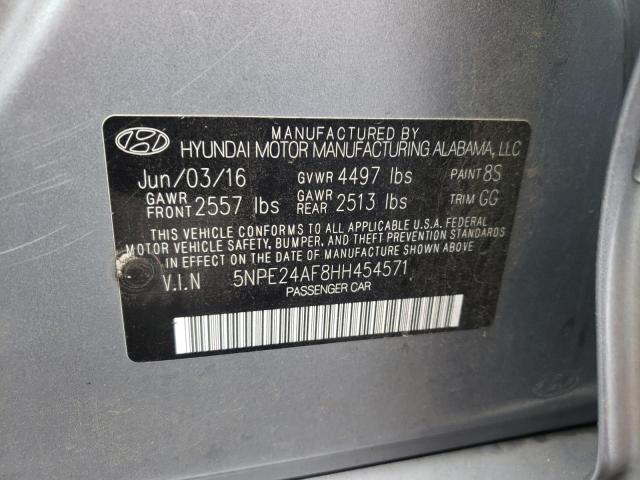 MANUFACTURED BY
HYUNDAI MOTOR MANUFACTURING ALABAMA, LLC
Jun/03/16 GVWR 4497 lbs PAINT 8S
GAWR FRONT 2557 lbs GAWR REAR 2513 lbs TRIM GG
THIS VEHICLE CONFORMS TO ALL APPLICABLE U.S.A. FEDERAL
MOTOR VEHICLE SAFETY, BUMPER, AND THEFT PREVENTION STANDARDS
IN EFFECT ON THE DATE OF MANUFACTURE SHOWN ABOVE.
V.I.N 5NPE24AF8HH454571
PASSENGER CAR